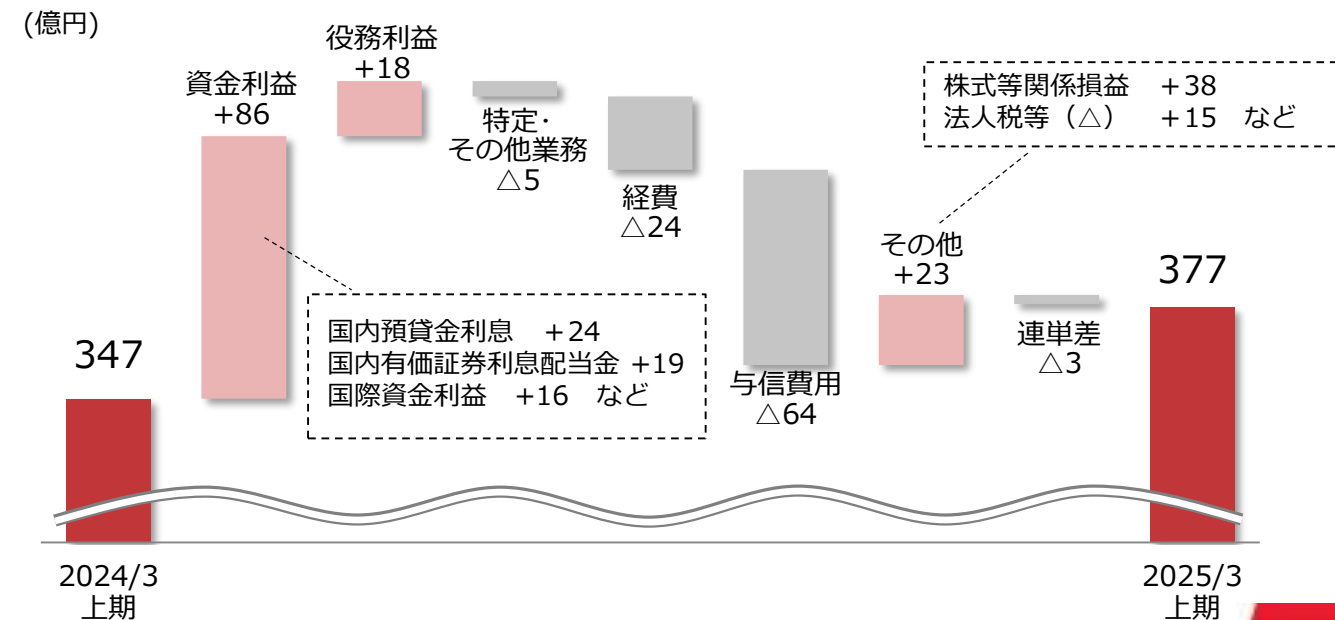 (億円)
347
2024/3
上期
資金利益
+86
国内預貸金利息 +24
国内有価証券利息配当金 +19
国際資金利益 +16 など
役務利益
+18
特定・
その他業務
△5
経費
△24
与信費用
△64
その他
+23
株式等関係損益 +38
法人税等（△） +15 など
連単差
△3
377
2025/3
上期